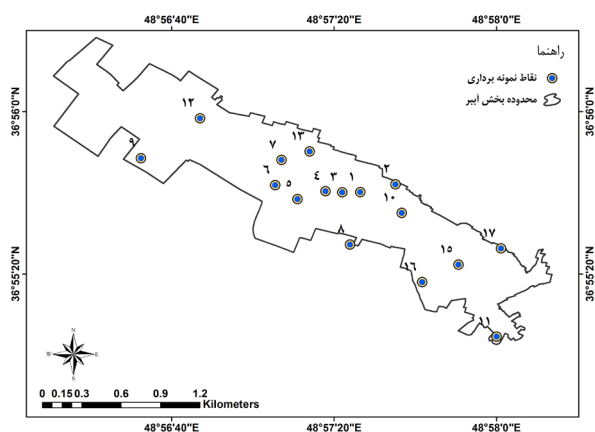 48°56'40"E 48°57'20"E 48°58'0"E
راهنما
نقاط نمونه برداری
محدوده بخش آببر
36°56'0"N 36°56'0"N
36°55'20"N 36°55'20"N
۱۲
۱۳
۹
۷
۶
۵
۴
۳
۱
۲
۱۰
۸
۱۷
۱۵
۱۶
۱۱
N
W E
S
0 0.15 0.3 0.6 0.9 1.2
Kilometers
48°56'40"E 48°57'20"E 48°58'0"E